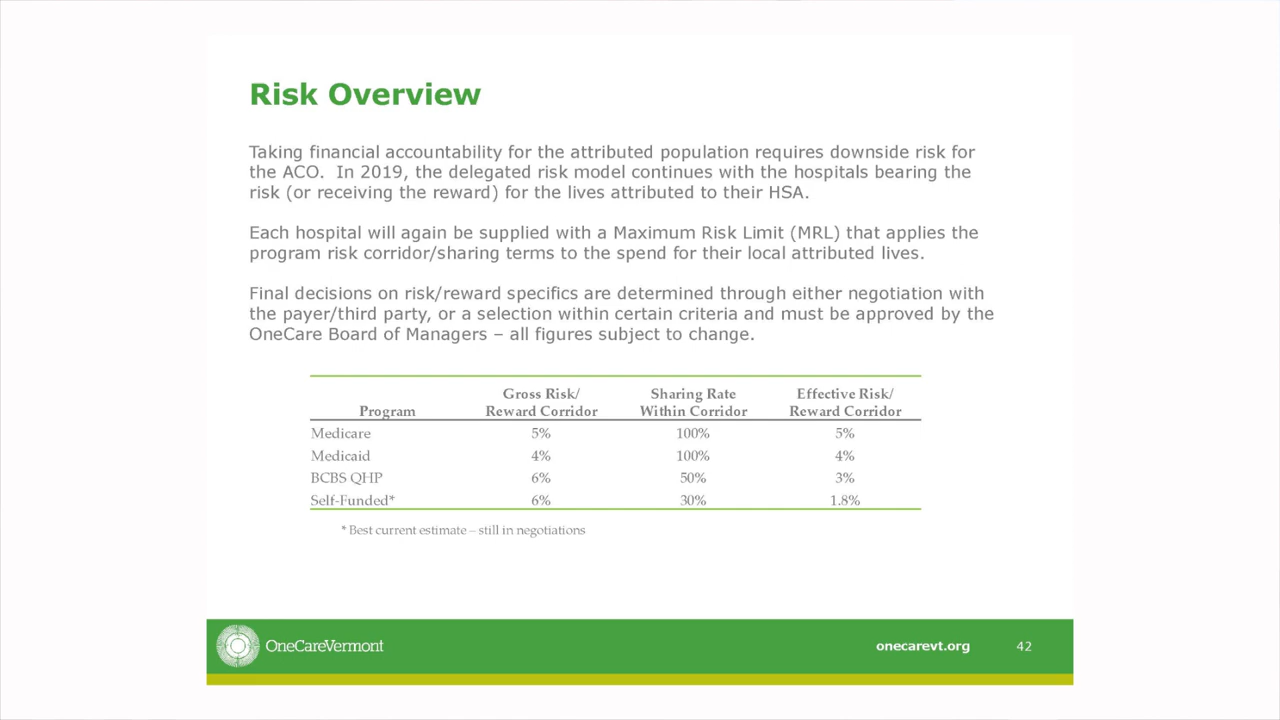 Risk Overview
Taking financial accountability for the attributed population requires downside risk for
the ACO.  In 2019, the delegated risk model continues with the hospitals bearing the
risk (or receiving the reward) for the lives attributed to their HSA.
Each hospital will again be supplied with a Maximum Risk Limit (MRL) that applies the
program risk corridor/sharing terms to the spend for their local attributed lives.
Final decisions on risk/reward specifics are determined through either negotiation with
the payer/third party, or a selection within certain criteria and must be approved by the
OneCare Board of Managers – all figures subject to change.
Gross Risk/ Sharing Rate Effective Risk/
Program Reward Corridor Within Corridor Reward Corridor
Medicare 5% 100% 5%
Medicaid 4% 100% 4%
BCBS QHP 6% 50% 3%
Self-Funded* 6% 30% 1.8%
* Best current estimate – still in negotiations
OneCareVermont onecarevt.org 42